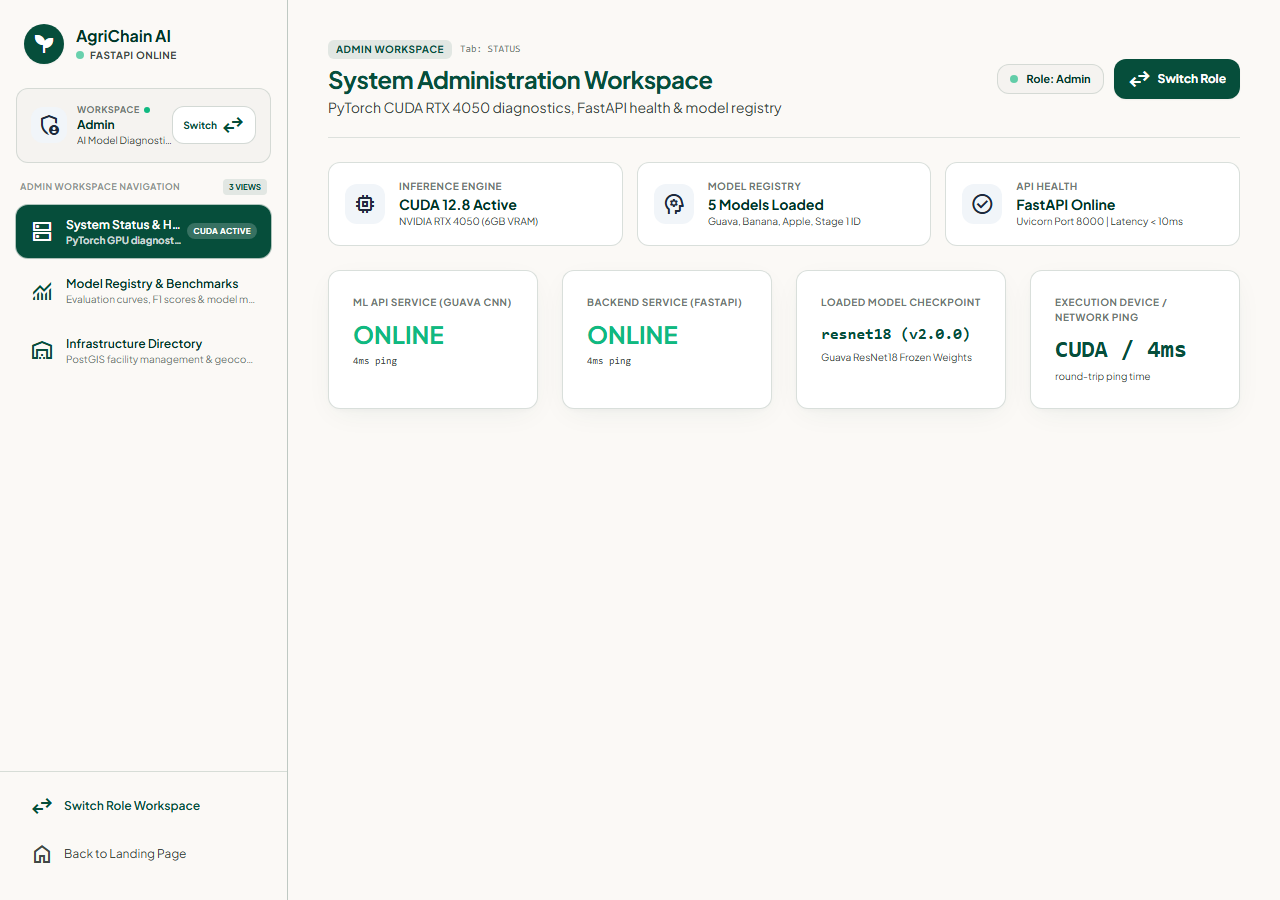 AgriChain AI
FASTAPI ONLINE
WORKSPACE
Admin
AI Model Diagnosti...
Switch
ADMIN WORKSPACE NAVIGATION
3 VIEWS
System Status & H...
PyTorch GPU diagnost...
CUDA ACTIVE
Model Registry & Benchmarks
Evaluation curves, F1 scores & model m...
Infrastructure Directory
PostGIS facility management & geoco...
Switch Role Workspace
Back to Landing Page
ADMIN WORKSPACE
Tab: STATUS
System Administration Workspace
PyTorch CUDA RTX 4050 diagnostics, FastAPI health & model registry
Role: Admin
Switch Role
INFERENCE ENGINE
CUDA 12.8 Active
NVIDIA RTX 4050 (6GB VRAM)
MODEL REGISTRY
5 Models Loaded
Guava, Banana, Apple, Stage 1 ID
API HEALTH
FastAPI Online
Uvicorn Port 8000 | Latency < 10ms
ML API SERVICE (GUAVA CNN)
ONLINE
4ms ping
BACKEND SERVICE (FASTAPI)
ONLINE
4ms ping
LOADED MODEL CHECKPOINT
resnet18 (v2.0.0)
Guava ResNet18 Frozen Weights
EXECUTION DEVICE /
NETWORK PING
CUDA / 4ms
round-trip ping time